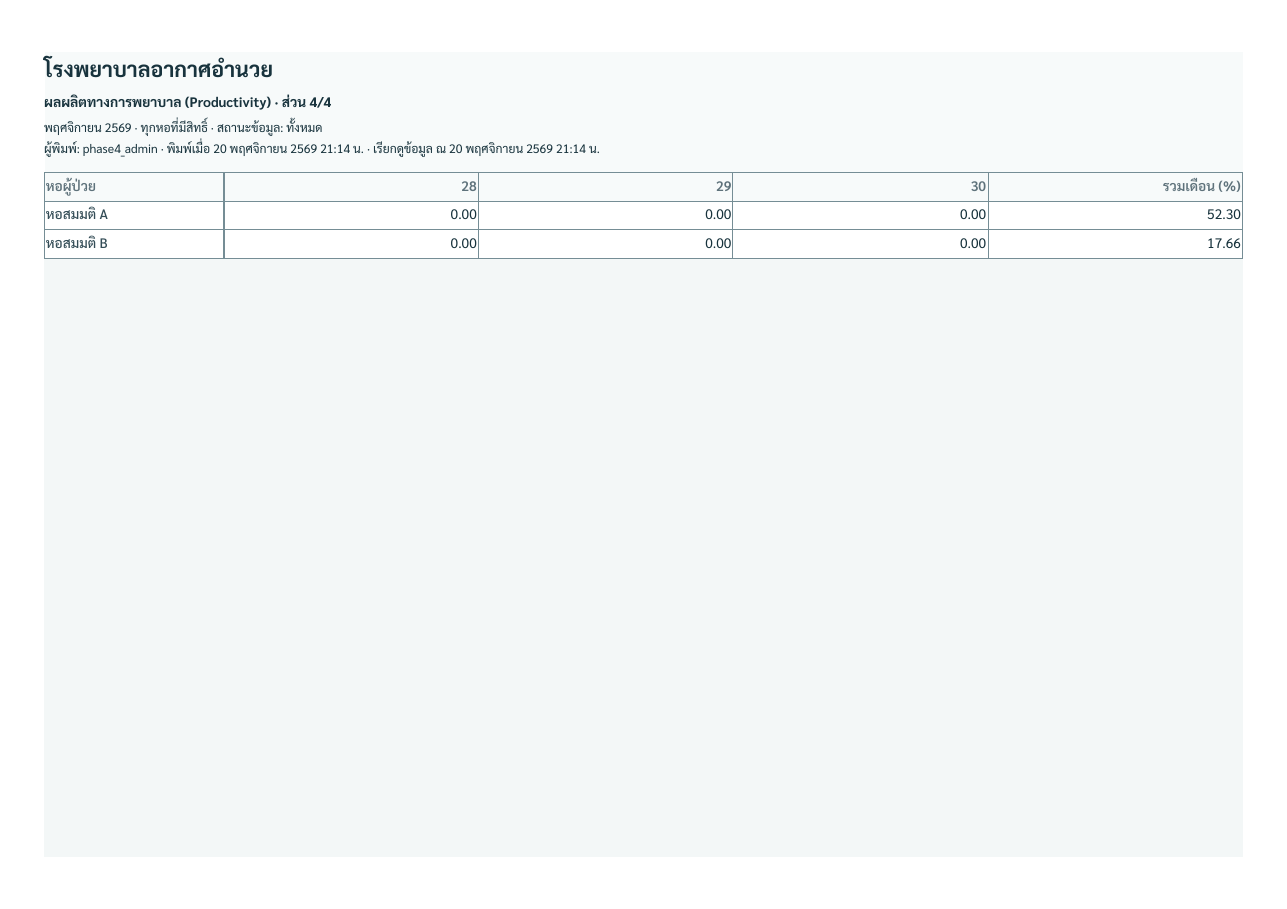 โรงพยาบาลอากาศอำนวย
ผลผลิตทางการพยาบาล (Productivity) · ส่วน 4/4
พฤศจิกายน 2569 · ทุกหอที่มีสิทธิ์ · สถานะข้อมูล: ทั้งหมด
ผู้พิมพ์: phase4_admin · พิมพ์เมื่อ 20 พฤศจิกายน 2569 21:14 น. · เรียกดูข้อมูล ณ 20 พฤศจิกายน 2569 21:14 น.
หอผู้ป่วย 28 29 30 รวมเดือน (%)
หอสมมติ A 0.00 0.00 0.00 52.30
หอสมมติ B 0.00 0.00 0.00 17.66